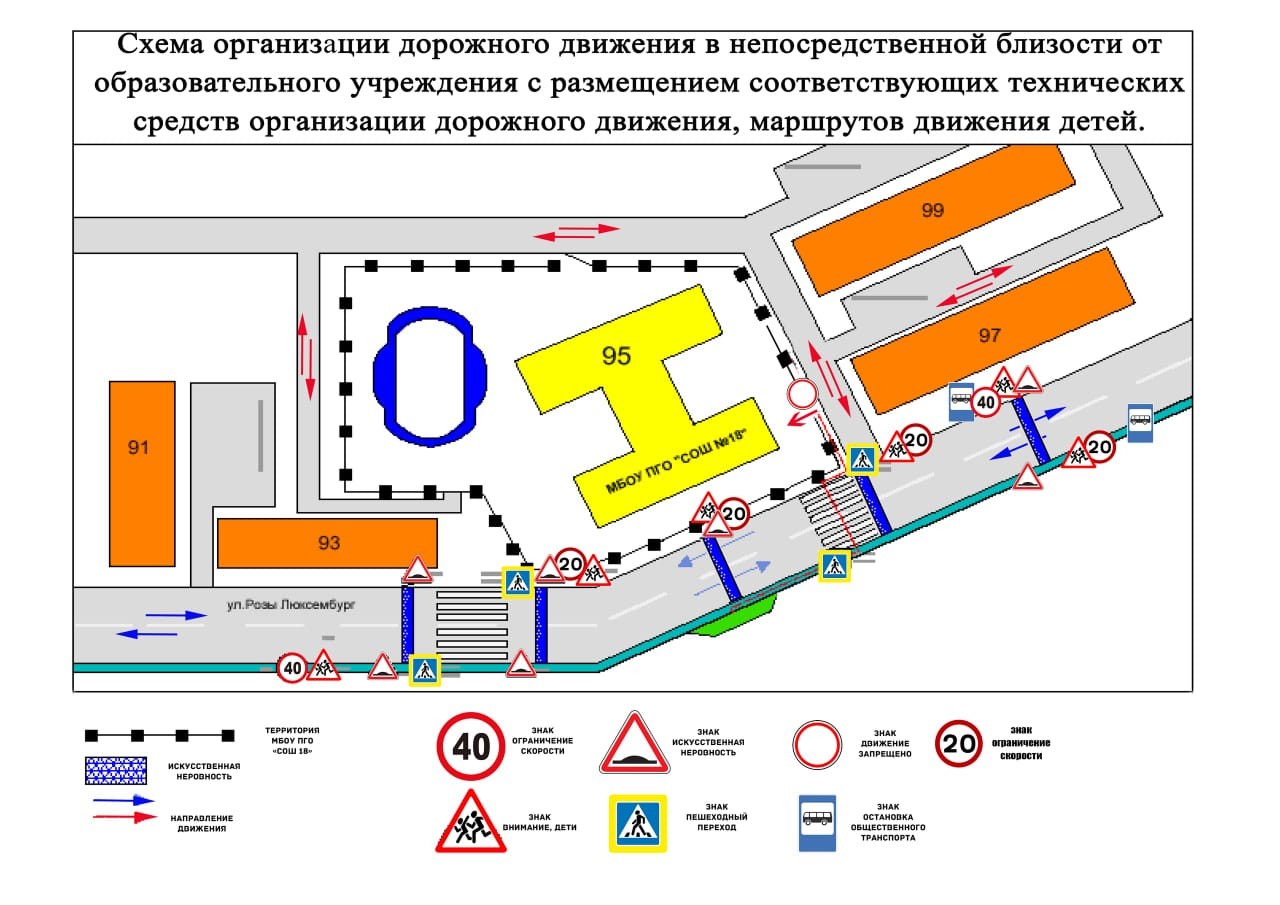 Схема организации дорожного движения в непосредственной близости от
образовательного учреждения с размещением соответствующих технических
средств организации дорожного движения, маршрутов движения детей.
99
97
95
МБОУ ПГО "СОШ №18"
91
93
40
20
20
20
20
ул.Розы Люксембург
40
ТЕРРИТОРИЯ
МБОУ ПГО
«СОШ 18»
ИСКУССТВЕННАЯ
НЕРОВНОСТЬ
НАПРАВЛЕНИЕ
ДВИЖЕНИЯ
40
ЗНАК
ОГРАНИЧЕНИЕ
СКОРОСТИ
ЗНАК
ВНИМАНИЕ, ДЕТИ
ЗНАК
ИСКУССТВЕННАЯ
НЕРОВНОСТЬ
ЗНАК
ПЕШЕХОДНЫЙ
ПЕРЕХОД
ЗНАК
ДВИЖЕНИЕ
ЗАПРЕЩЕНО
ЗНАК
ОСТАНОВКА
ОБЩЕСТВЕННОГО
ТРАНСПОРТА
20
знак
ограничение
скорости